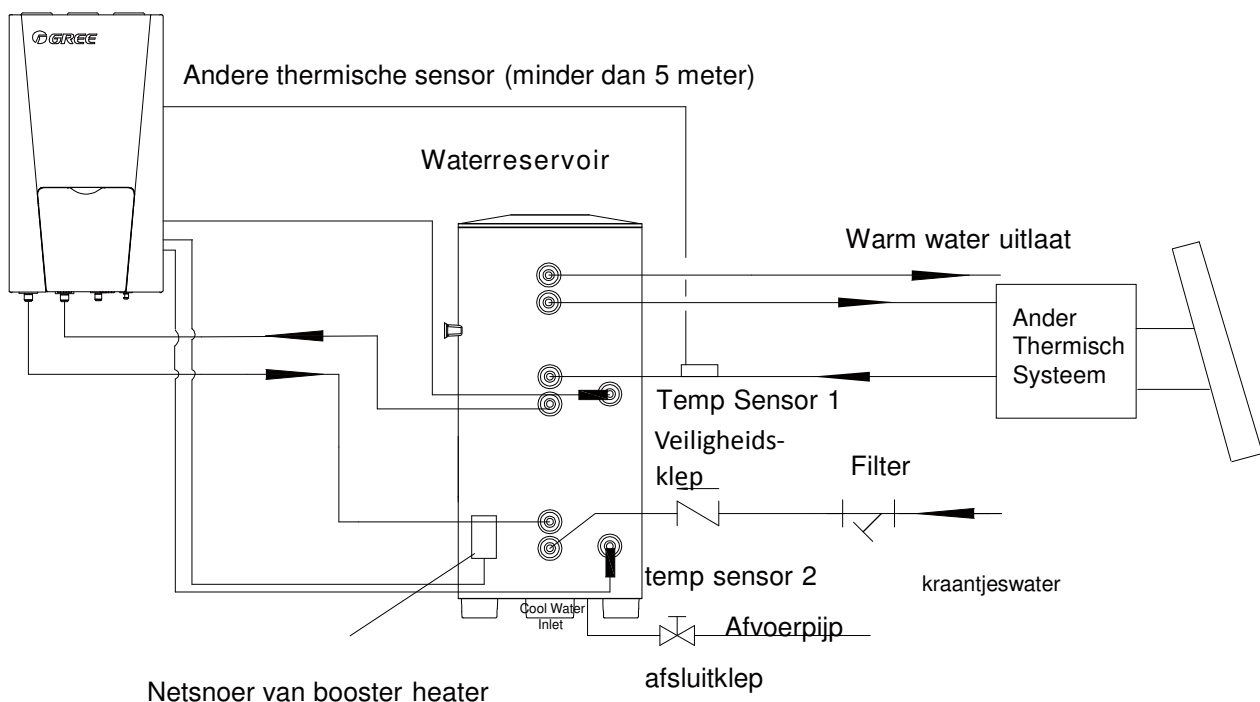 GREE
Andere thermische sensor (minder dan 5 meter)
Waterreservoir
Warm water uitlaat
Ander
Thermisch
Systeem
Temp Sensor 1
Veiligheids-
klep
Filter
temp sensor 2
kraantjeswater
Cool Water
Inlet
Afvoerpijp
afsluitklep
Netsnoer van booster heater